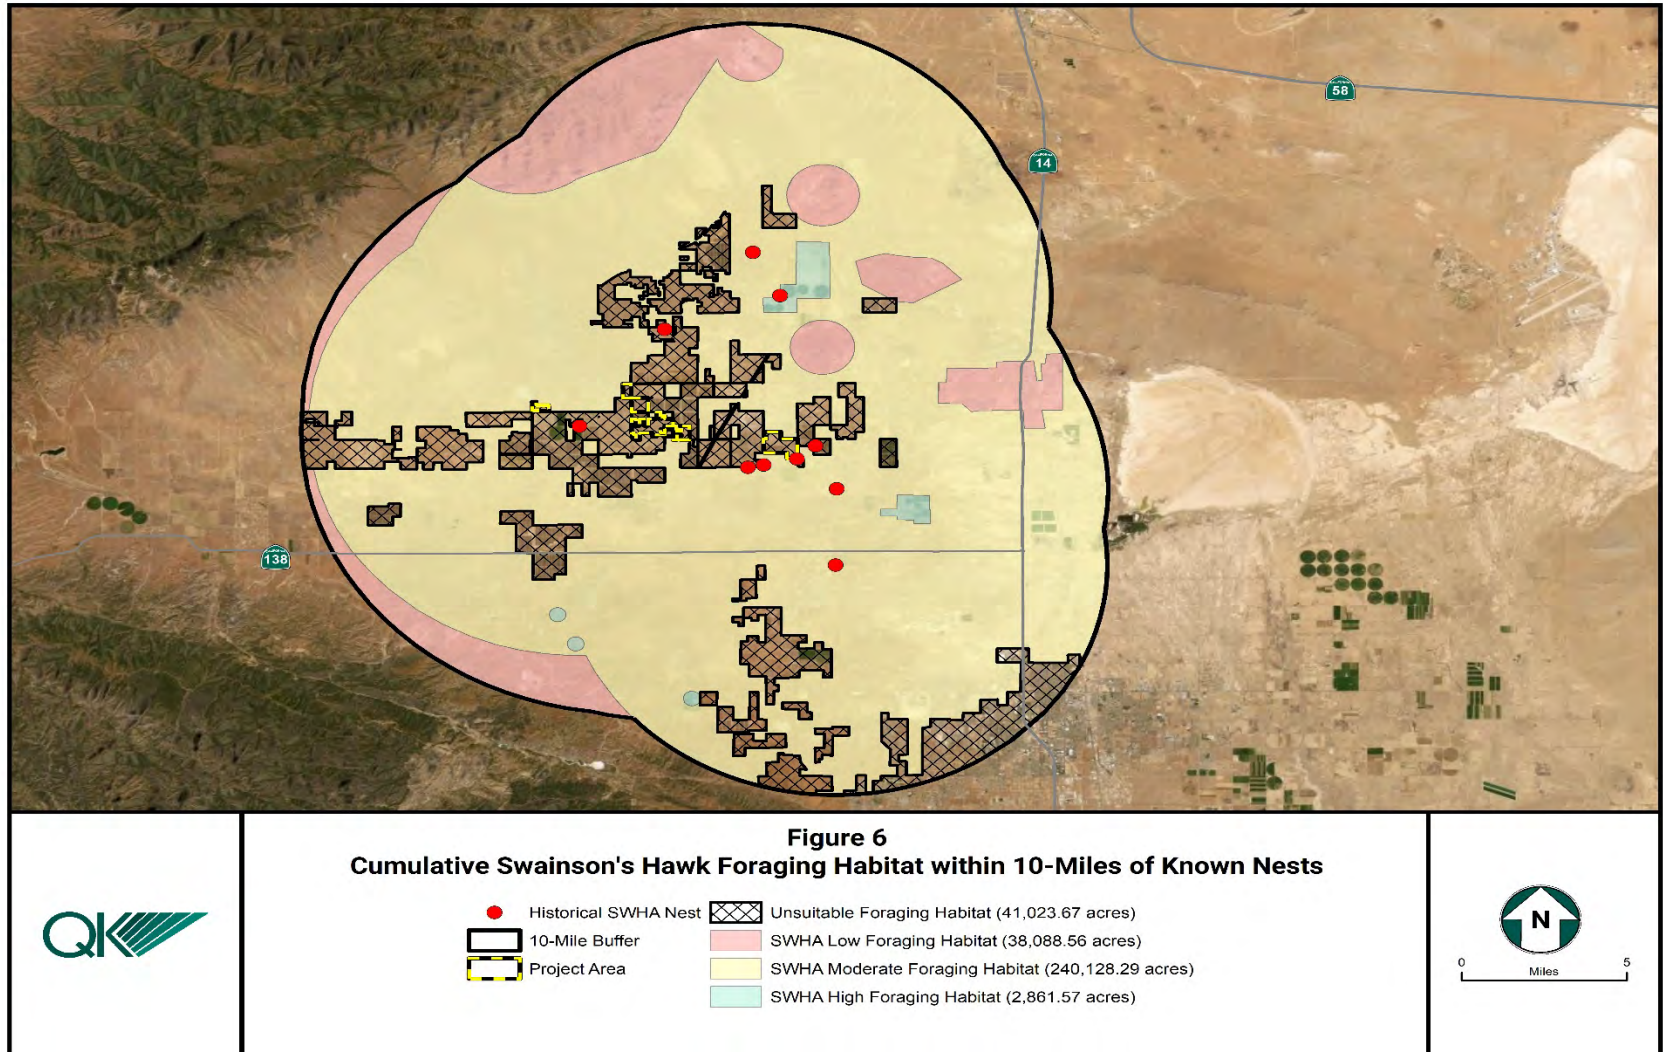 58
14
138
Figure 6
Cumulative Swainson's Hawk Foraging Habitat within 10-Miles of Known Nests
Historical SWHA Nest
10-Mile Buffer
Project Area
Unsuitable Foraging Habitat (41,023.67 acres)
SWHA Low Foraging Habitat (38,088.56 acres)
SWHA Moderate Foraging Habitat (240,128.29 acres)
SWHA High Foraging Habitat (2,861.57 acres)
QK
N
0 5
Miles